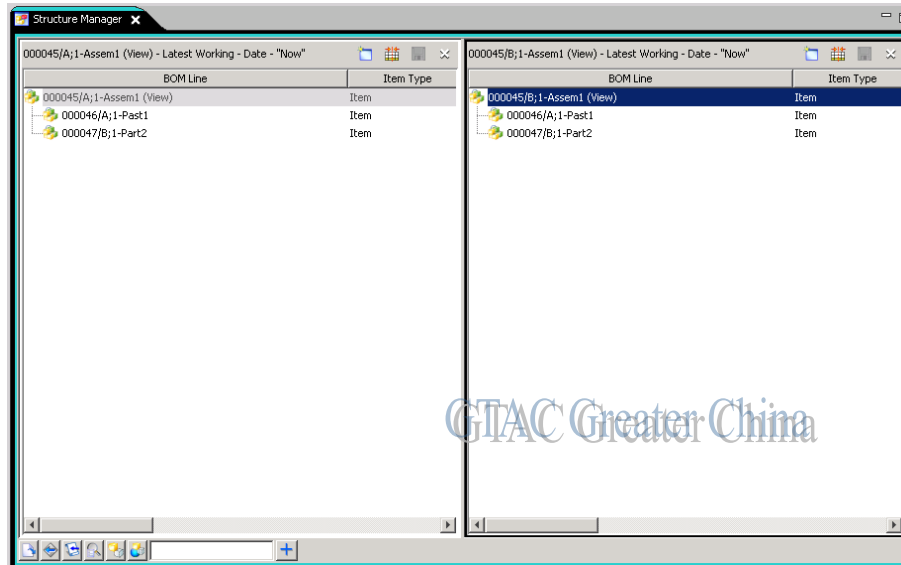 Structure Manager
000045/A;1-Assem1 (View) - Latest Working - Date - "Now"
BOM Line Item Type
000045/A;1-Assem1 (View) Item
000046/A;1-Past1 Item
000047/B;1-Part2 Item
000045/B;1-Assem1 (View) - Latest Working - Date - "Now"
BOM Line Item Type
000045/B;1-Assem1 (View) Item
000046/A;1-Past1 Item
000047/B;1-Part2 Item
GTAC Greater China